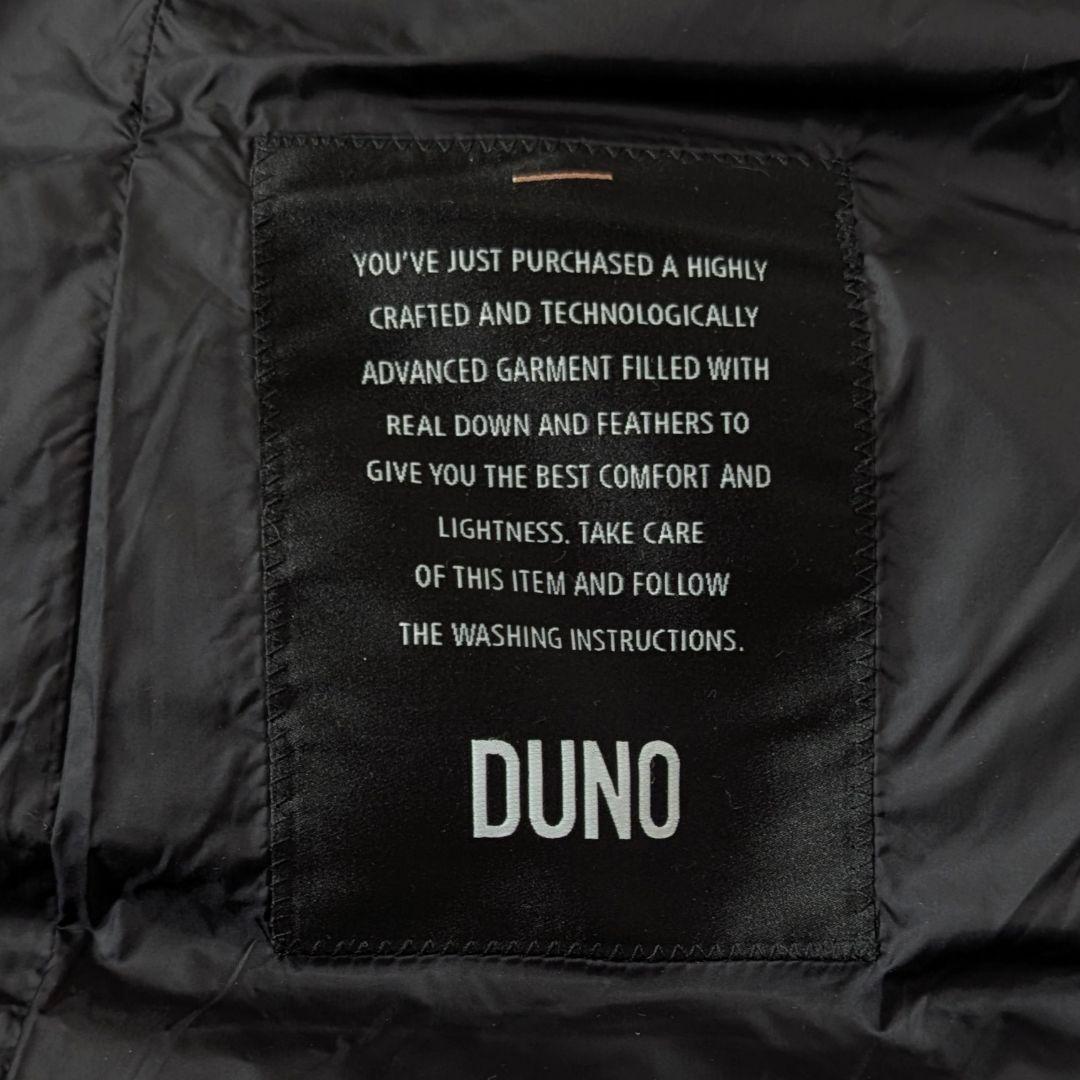 YOU'VE JUST PURCHASED A HIGHLY
CRAFTED AND TECHNOLOGICALLY
ADVANCED GARMENT FILLED WITH
REAL DOWN AND FEATHERS TO
GIVE YOU THE BEST COMFORT AND
LIGHTNESS. TAKE CARE
OF THIS ITEM AND FOLLOW
THE WASHING INSTRUCTIONS.
DUNO